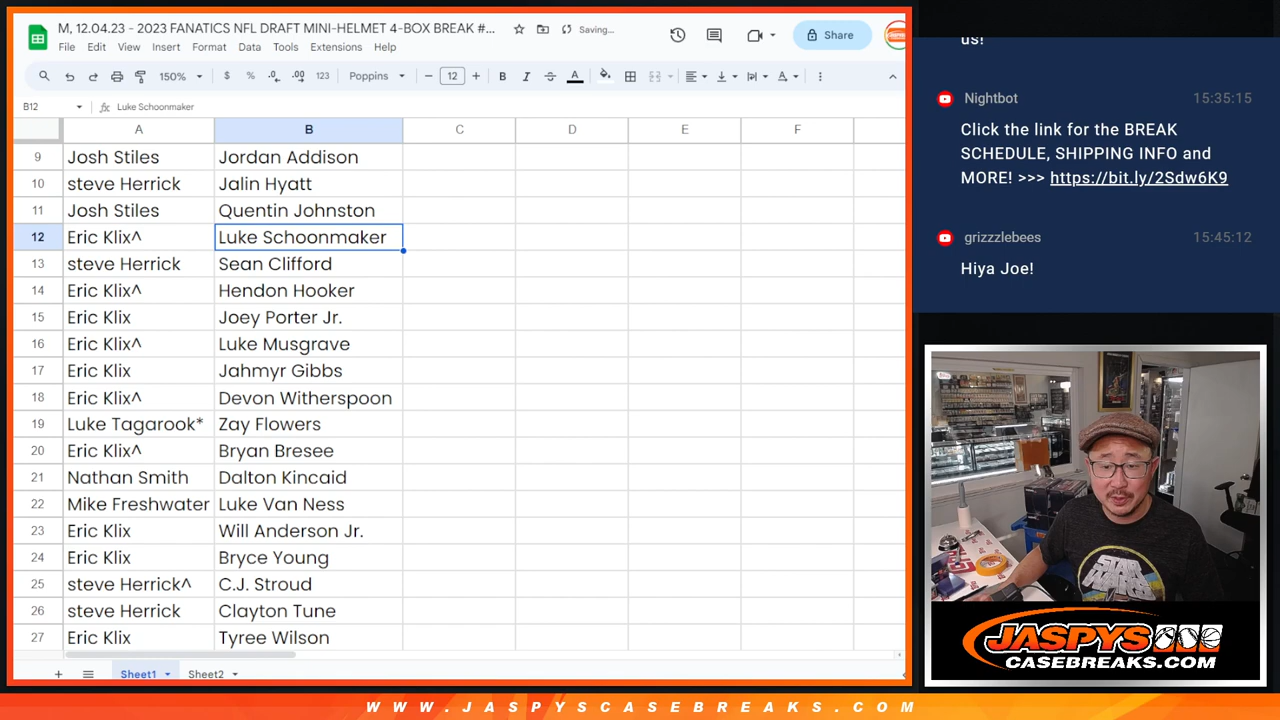 M, 12.04.23 - 2023 FANATICS NFL DRAFT MINI-HELMET 4-BOX BREAK #...
Saving...
Share
File Edit View Insert Format Data Tools Extensions Help
150% $ % .0 .00 123 Poppins 12 B I A
B12 fx Luke Schoonmaker
A B C D E F
9 Josh Stiles Jordan Addison
10 steve Herrick Jalin Hyatt
11 Josh Stiles Quentin Johnston
12 Eric Klix^ Luke Schoonmaker
13 steve Herrick Sean Clifford
14 Eric Klix^ Hendon Hooker
15 Eric Klix Joey Porter Jr.
16 Eric Klix^ Luke Musgrave
17 Eric Klix Jahmyr Gibbs
18 Eric Klix^ Devon Witherspoon
19 Luke Tagarook* Zay Flowers
20 Eric Klix^ Bryan Bresee
21 Nathan Smith Dalton Kincaid
22 Mike Freshwater Luke Van Ness
23 Eric Klix Will Anderson Jr.
24 Eric Klix Bryce Young
25 steve Herrick^ C.J. Stroud
26 steve Herrick Clayton Tune
27 Eric Klix Tyree Wilson
Sheet1 Sheet2
us!
Nightbot 15:35:15
Click the link for the BREAK
SCHEDULE, SHIPPING INFO and
MORE! >>> https://bit.ly/2Sdw6K9
grizzzlebees 15:45:12
Hiya Joe!
STAR
WARS
JASPYS
CASEBREAKS.COM
WWW.JASPYSCASEBREAKS.COM